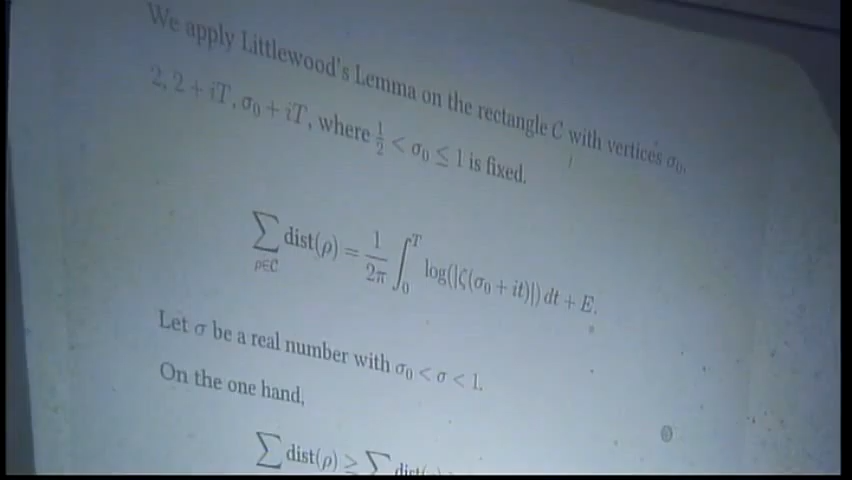 We apply Littlewood's Lemma on the rectangle C with vertices σ₀,
2, 2 + iT, σ₀ + iT, where 1/2 < σ₀ ≤ 1 is fixed.
∑_{ρ∈C} dist(ρ) = 1/2π ∫₀ᵀ log(|ζ(σ₀ + it)|) dt + E.
Let σ be a real number with σ₀ < σ < 1.
On the one hand,
∑ dist(ρ) ≥ ∑